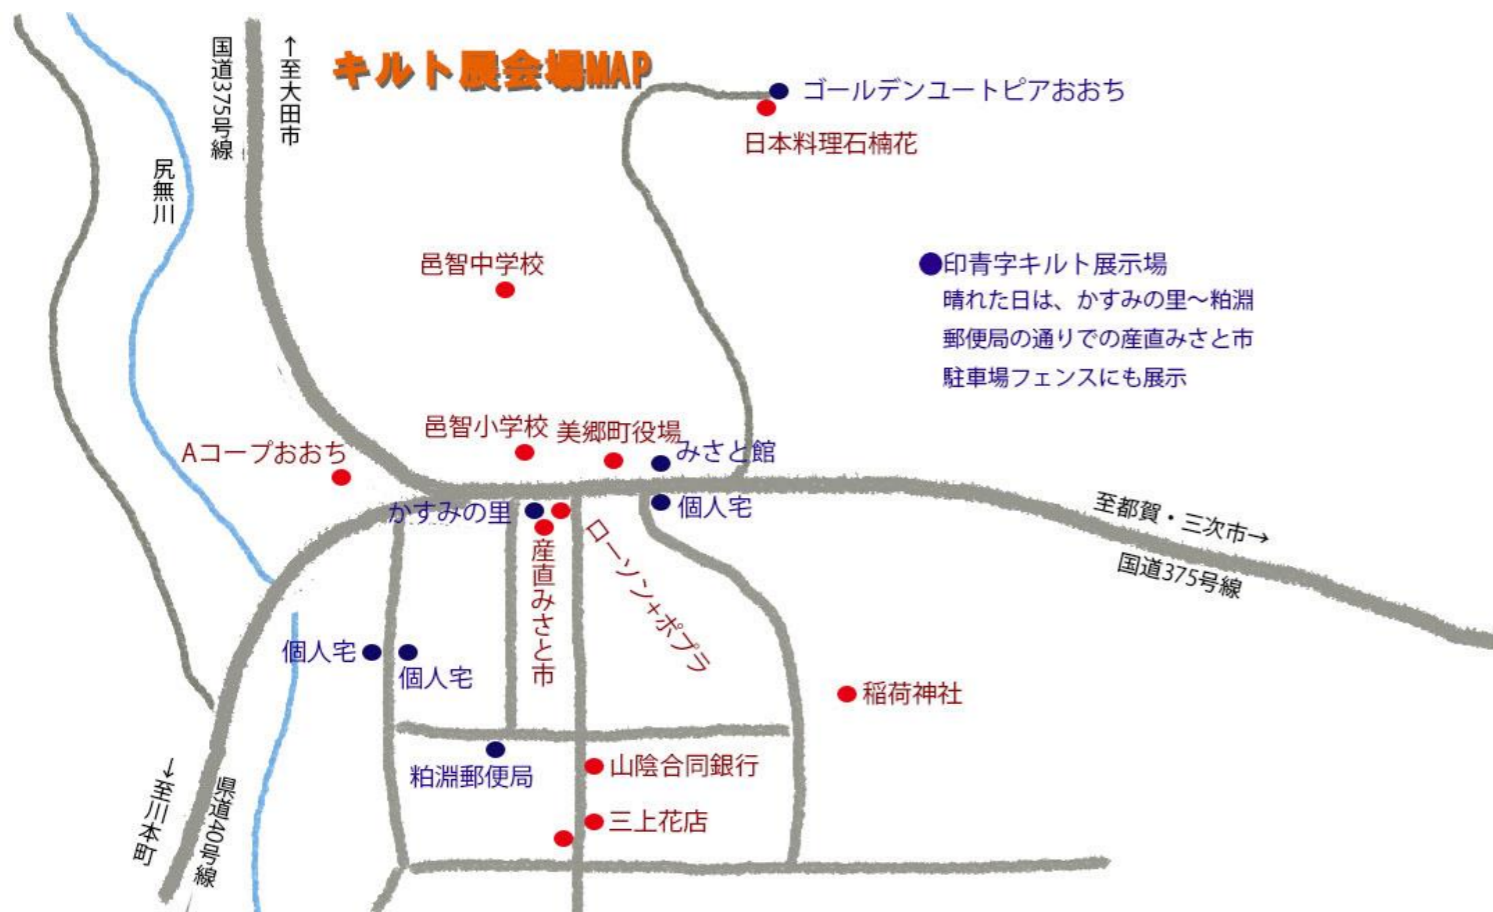 キルト展会場MAP
国道375号線
↑至大田市
尻無川
ゴールデンユートピアおおち
日本料理石楠花
邑智中学校
●印青字キルト展示場
晴れた日は、かすみの里～粕淵
郵便局の通りでの産直みさと市
駐車場フェンスにも展示
邑智小学校
美郷町役場
みさと館
Aコープおおち
かすみの里
個人宅
至都賀・三次市→
国道375号線
産直みさと市
ローソン+ポプラ
個人宅
個人宅
稲荷神社
粕淵郵便局
山陰合同銀行
三上花店
↓至川本町
県道40号線